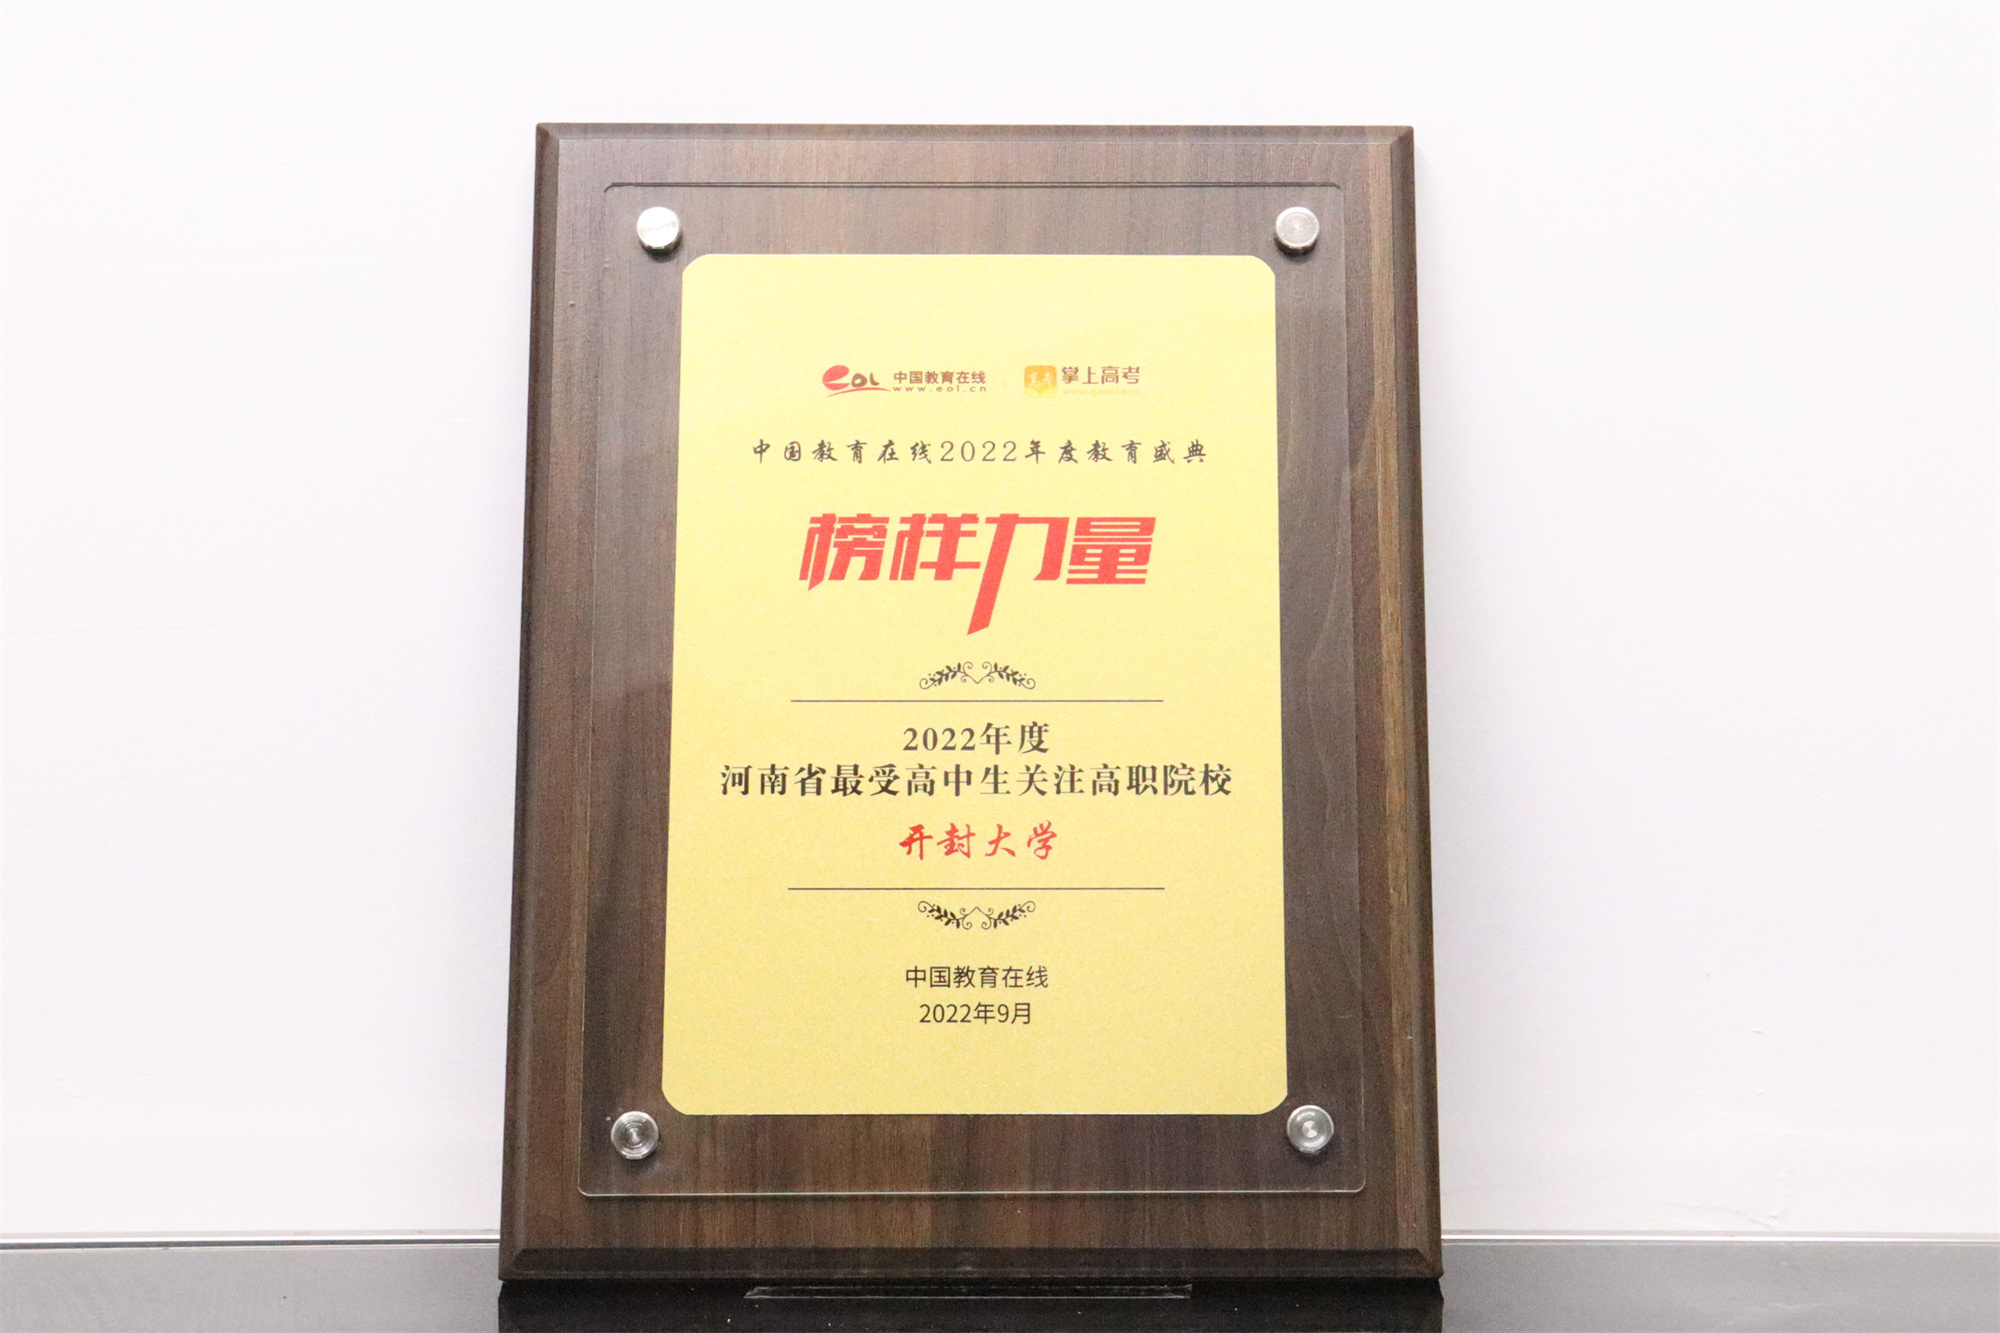 eol 中国教育在线 www.eol.cn
高考 掌上高考
中国教育在线2022年度教育盛典
榜样力量
2022年度
河南省最受高中生关注高职院校
开封大学
中国教育在线
2022年9月